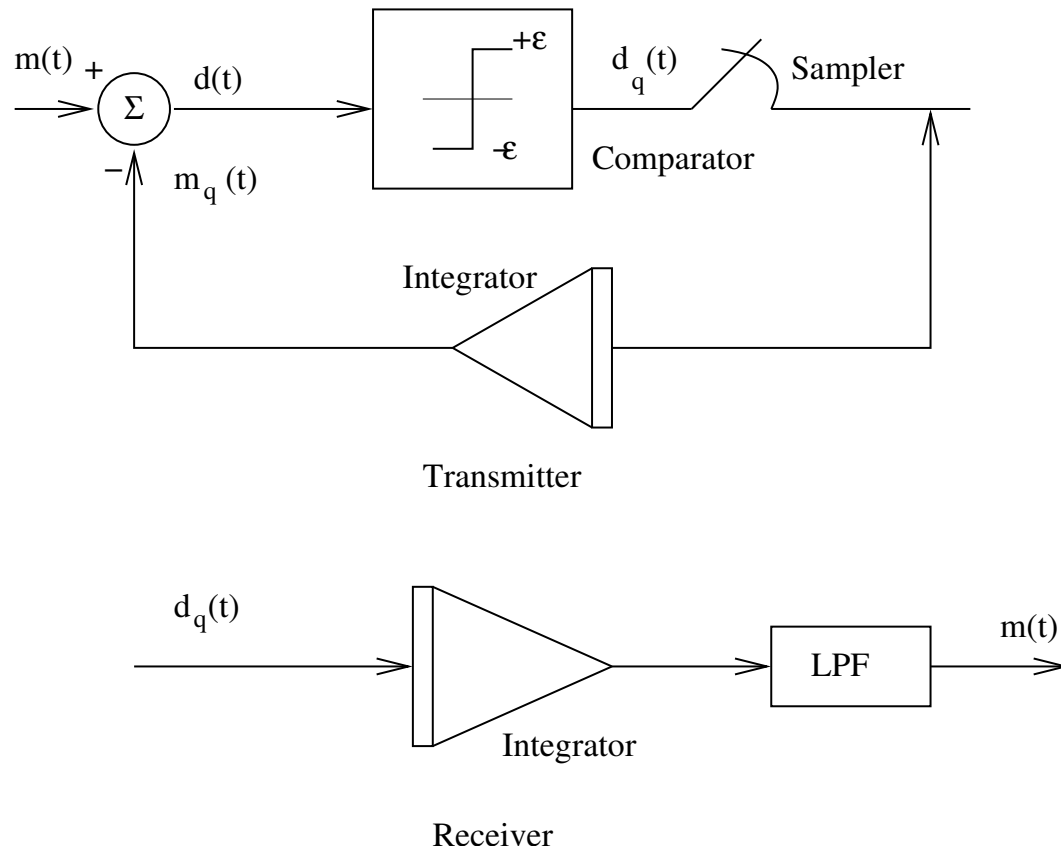 m(t)
+
Σ
d(t)
+ε
-ε
d_q(t)
Sampler
Comparator
−
m_q (t)
Integrator
Transmitter
d_q(t)
Integrator
LPF
m(t)
Receiver